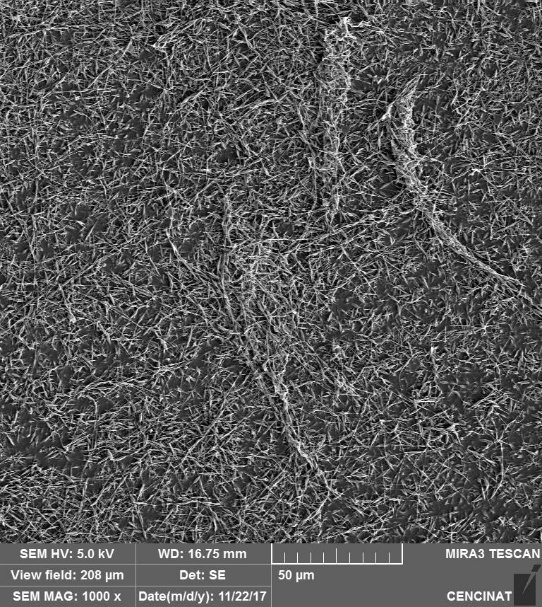 SEM HV: 5.0 kV WD: 16.75 mm MIRA3 TESCAN
View field: 208 µm Det: SE 50 µm
SEM MAG: 1000 x Date(m/d/y): 11/22/17 CENCINAT